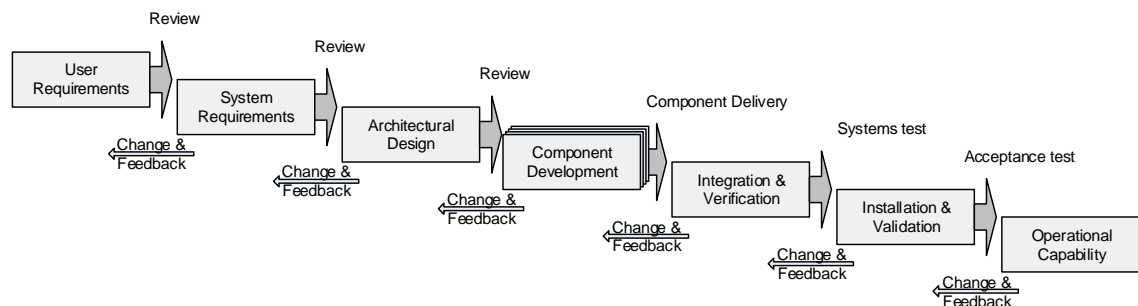 Review
User
Requirements
Change &
Feedback
Review
System
Requirements
Change &
Feedback
Review
Architectural
Design
Change &
Feedback
Component Delivery
Component
Development
Change &
Feedback
Systems test
Integration &
Verification
Change &
Feedback
Acceptance test
Installation &
Validation
Change &
Feedback
Operational
Capability